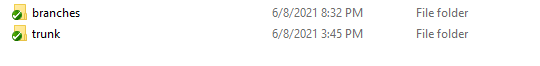 branches 6/8/2021 8:32 PM File folder
trunk 6/8/2021 3:45 PM File folder